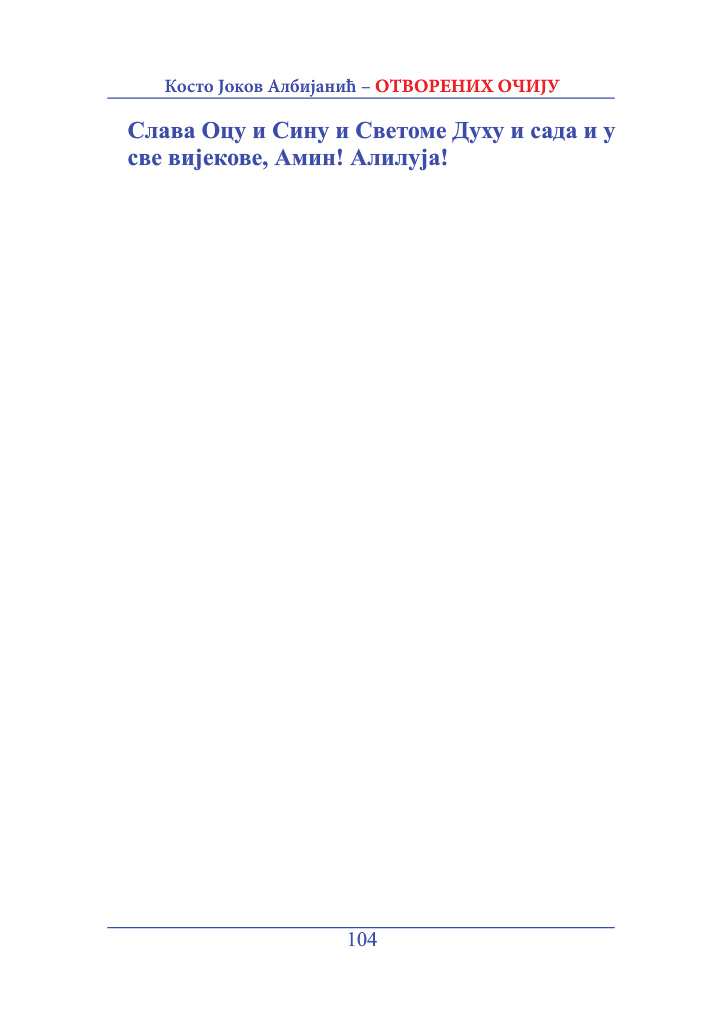 Косто Јоков Албијанић – ОТВОРЕНИХ ОЧИЈУ
Слава Оцу и Сину и Светоме Духу и сада и у
све вијекове, Амин! Алилуја!
104